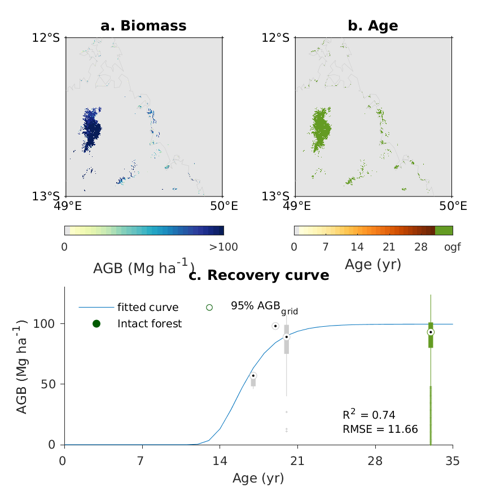 a. Biomass
b. Age
12°S
12°S
13°S
13°S
49°E
50°E
49°E
50°E
0
>100
0 7 14 21 28 ogf
AGB (Mg ha⁻¹)
Age (yr)
c. Recovery curve
fitted curve
95% AGB_grid
Intact forest
100
50
0
AGB (Mg ha⁻¹)
R² = 0.74
RMSE = 11.66
0 7 14 21 28 35
Age (yr)